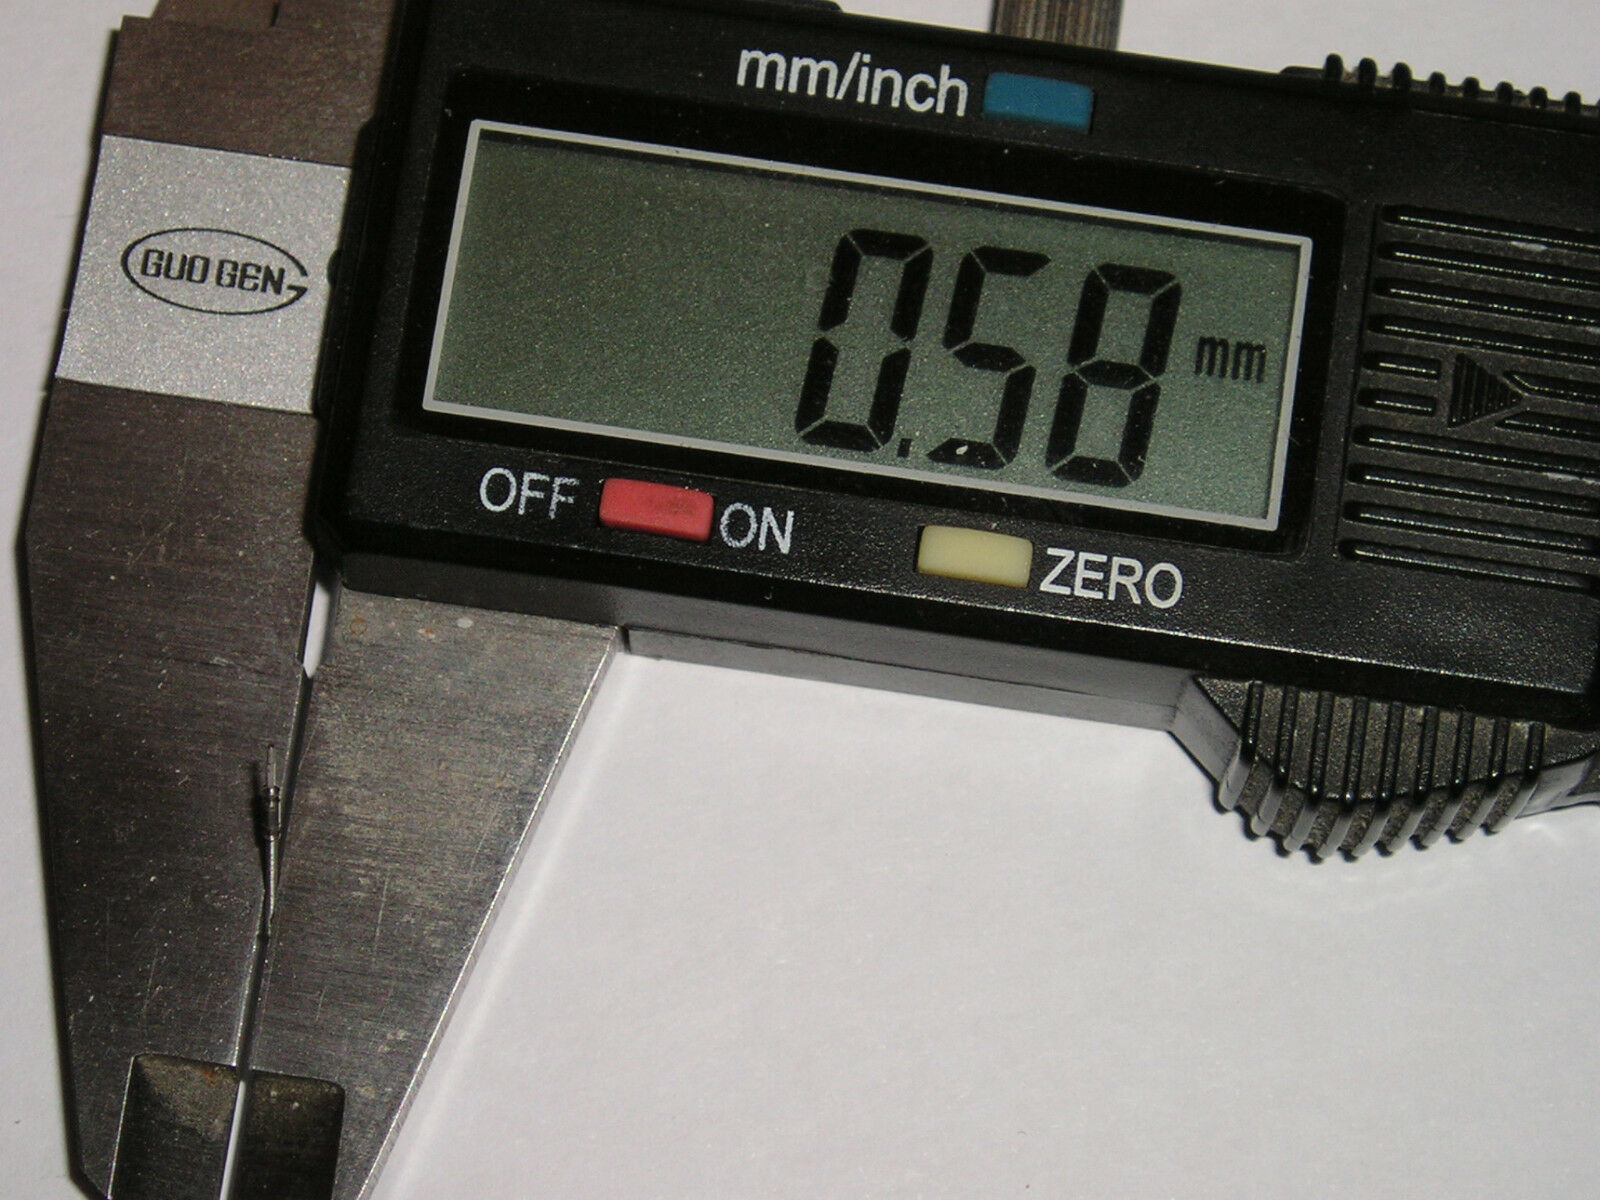 mm/inch
GUO GEN
0.58 mm
OFF ON
ZERO